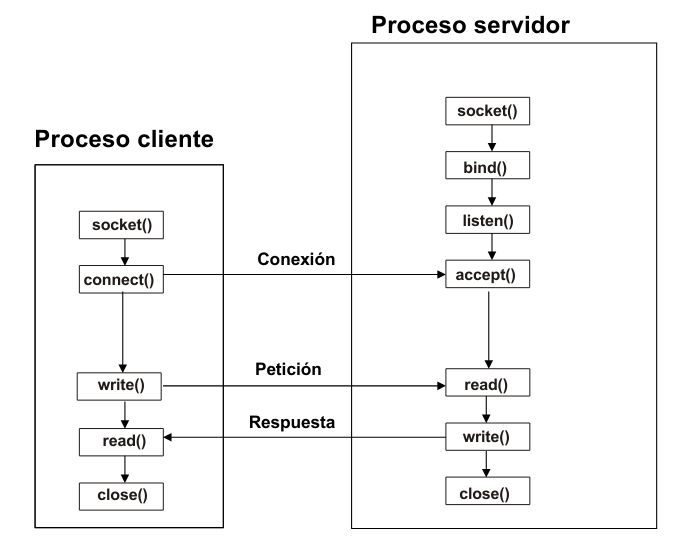 Proceso servidor
socket()
bind()
listen()
accept()
read()
write()
close()
Proceso cliente
socket()
connect()
write()
read()
close()
Conexión
Petición
Respuesta